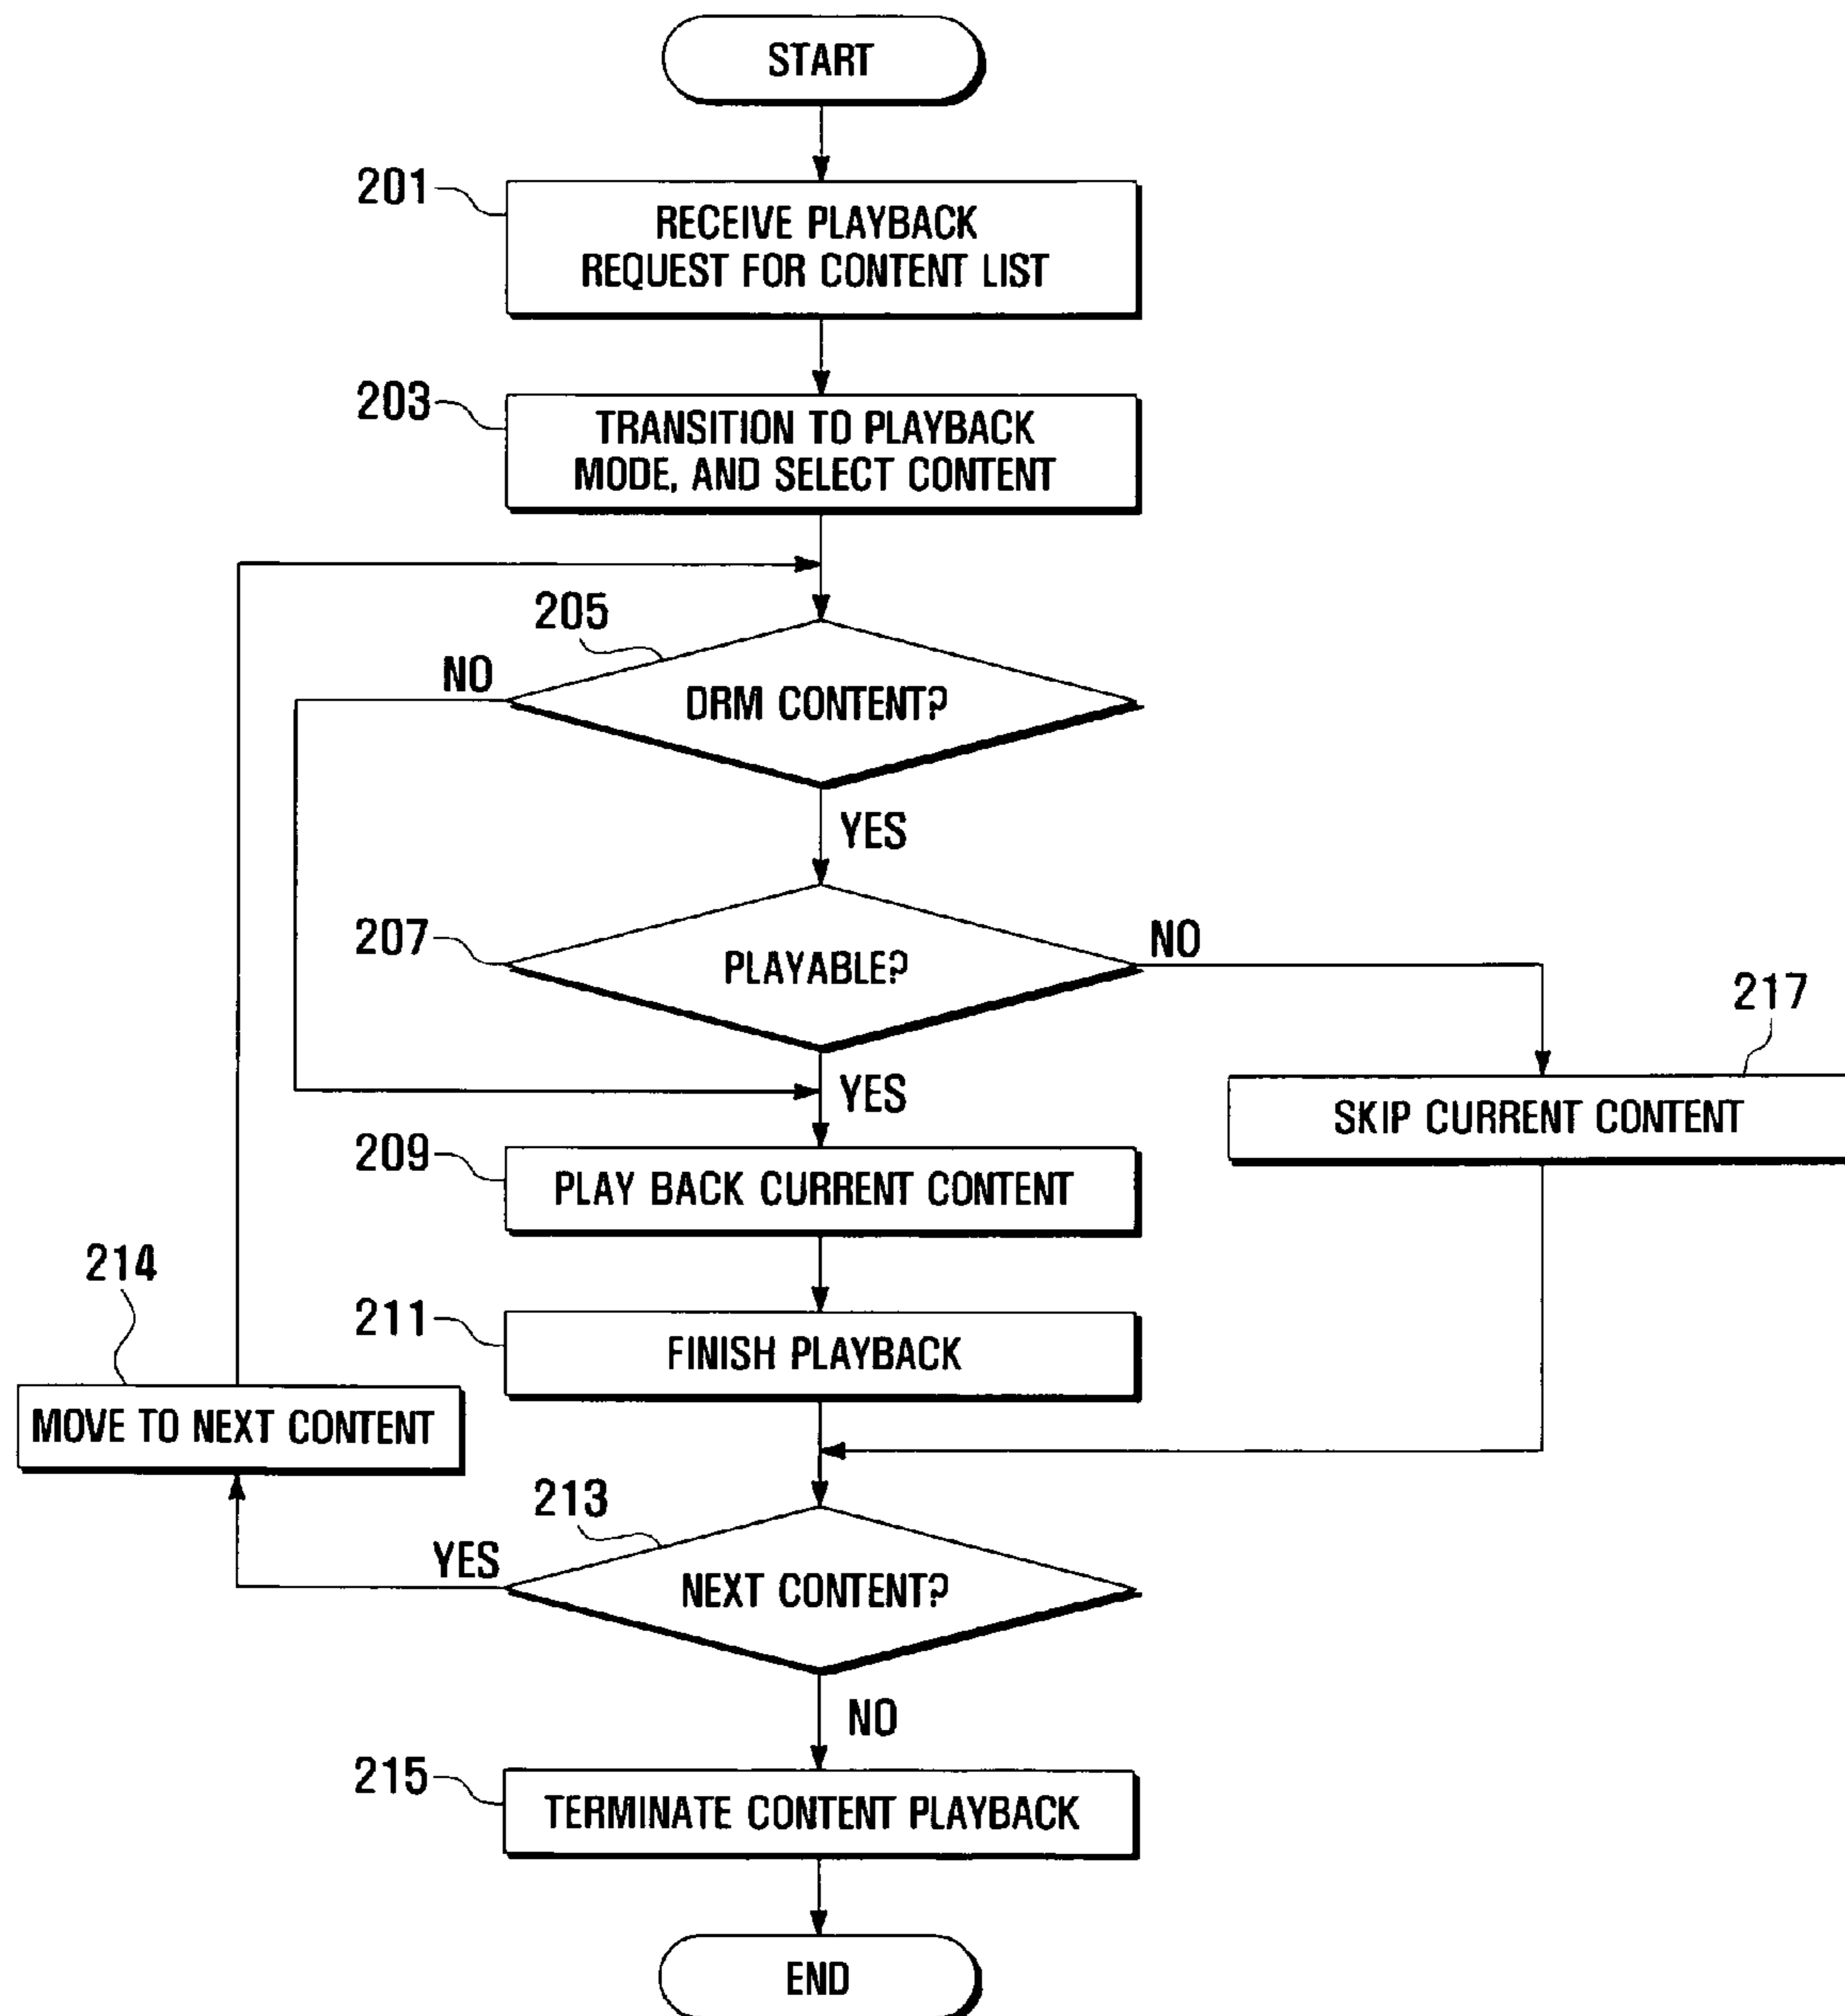 START
201
RECEIVE PLAYBACK
REQUEST FOR CONTENT LIST
203
TRANSITION TO PLAYBACK
MODE, AND SELECT CONTENT
205
NO
DRM CONTENT?
YES
207
PLAYABLE?
NO
217
YES
SKIP CURRENT CONTENT
209
PLAY BACK CURRENT CONTENT
214
211
FINISH PLAYBACK
MOVE TO NEXT CONTENT
213
YES
NEXT CONTENT?
NO
215
TERMINATE CONTENT PLAYBACK
END